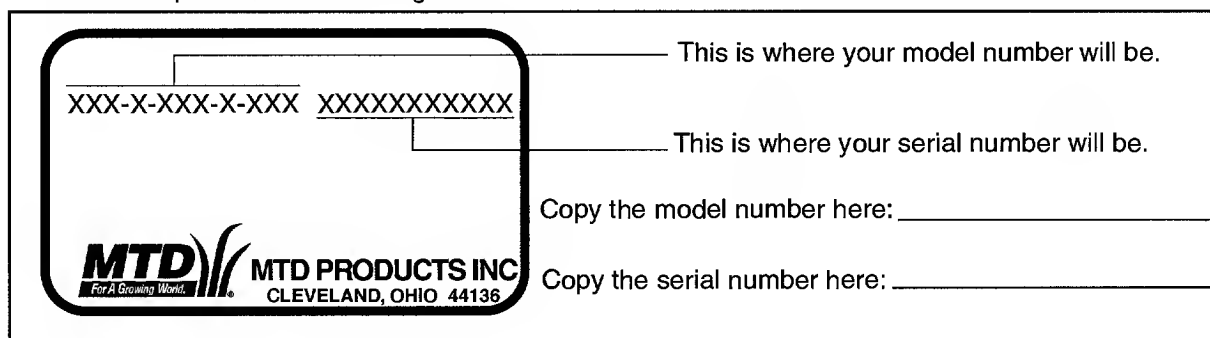 This is where your model number will be.
XXX-X-XXX-X-XXX XXXXXXXXXXX
This is where your serial number will be.
Copy the model number here:
MTD
For A Growing World.
MTD PRODUCTS INC
CLEVELAND, OHIO 44136
Copy the serial number here: